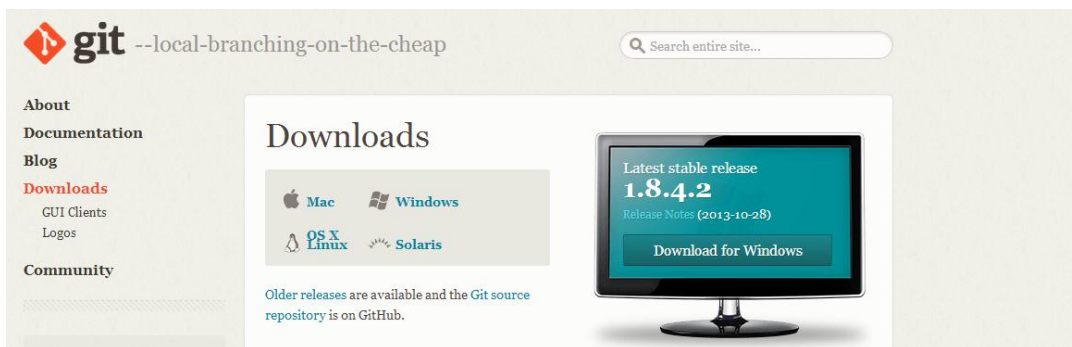 git --local-branching-on-the-cheap
Search entire site...
About
Documentation
Blog
Downloads
GUI Clients
Logos
Community
Downloads
Mac
Windows
OS X
Linux
Solaris
Older releases are available and the Git source
repository is on GitHub.
Latest stable release
1.8.4.2
Release Notes (2013-10-28)
Download for Windows